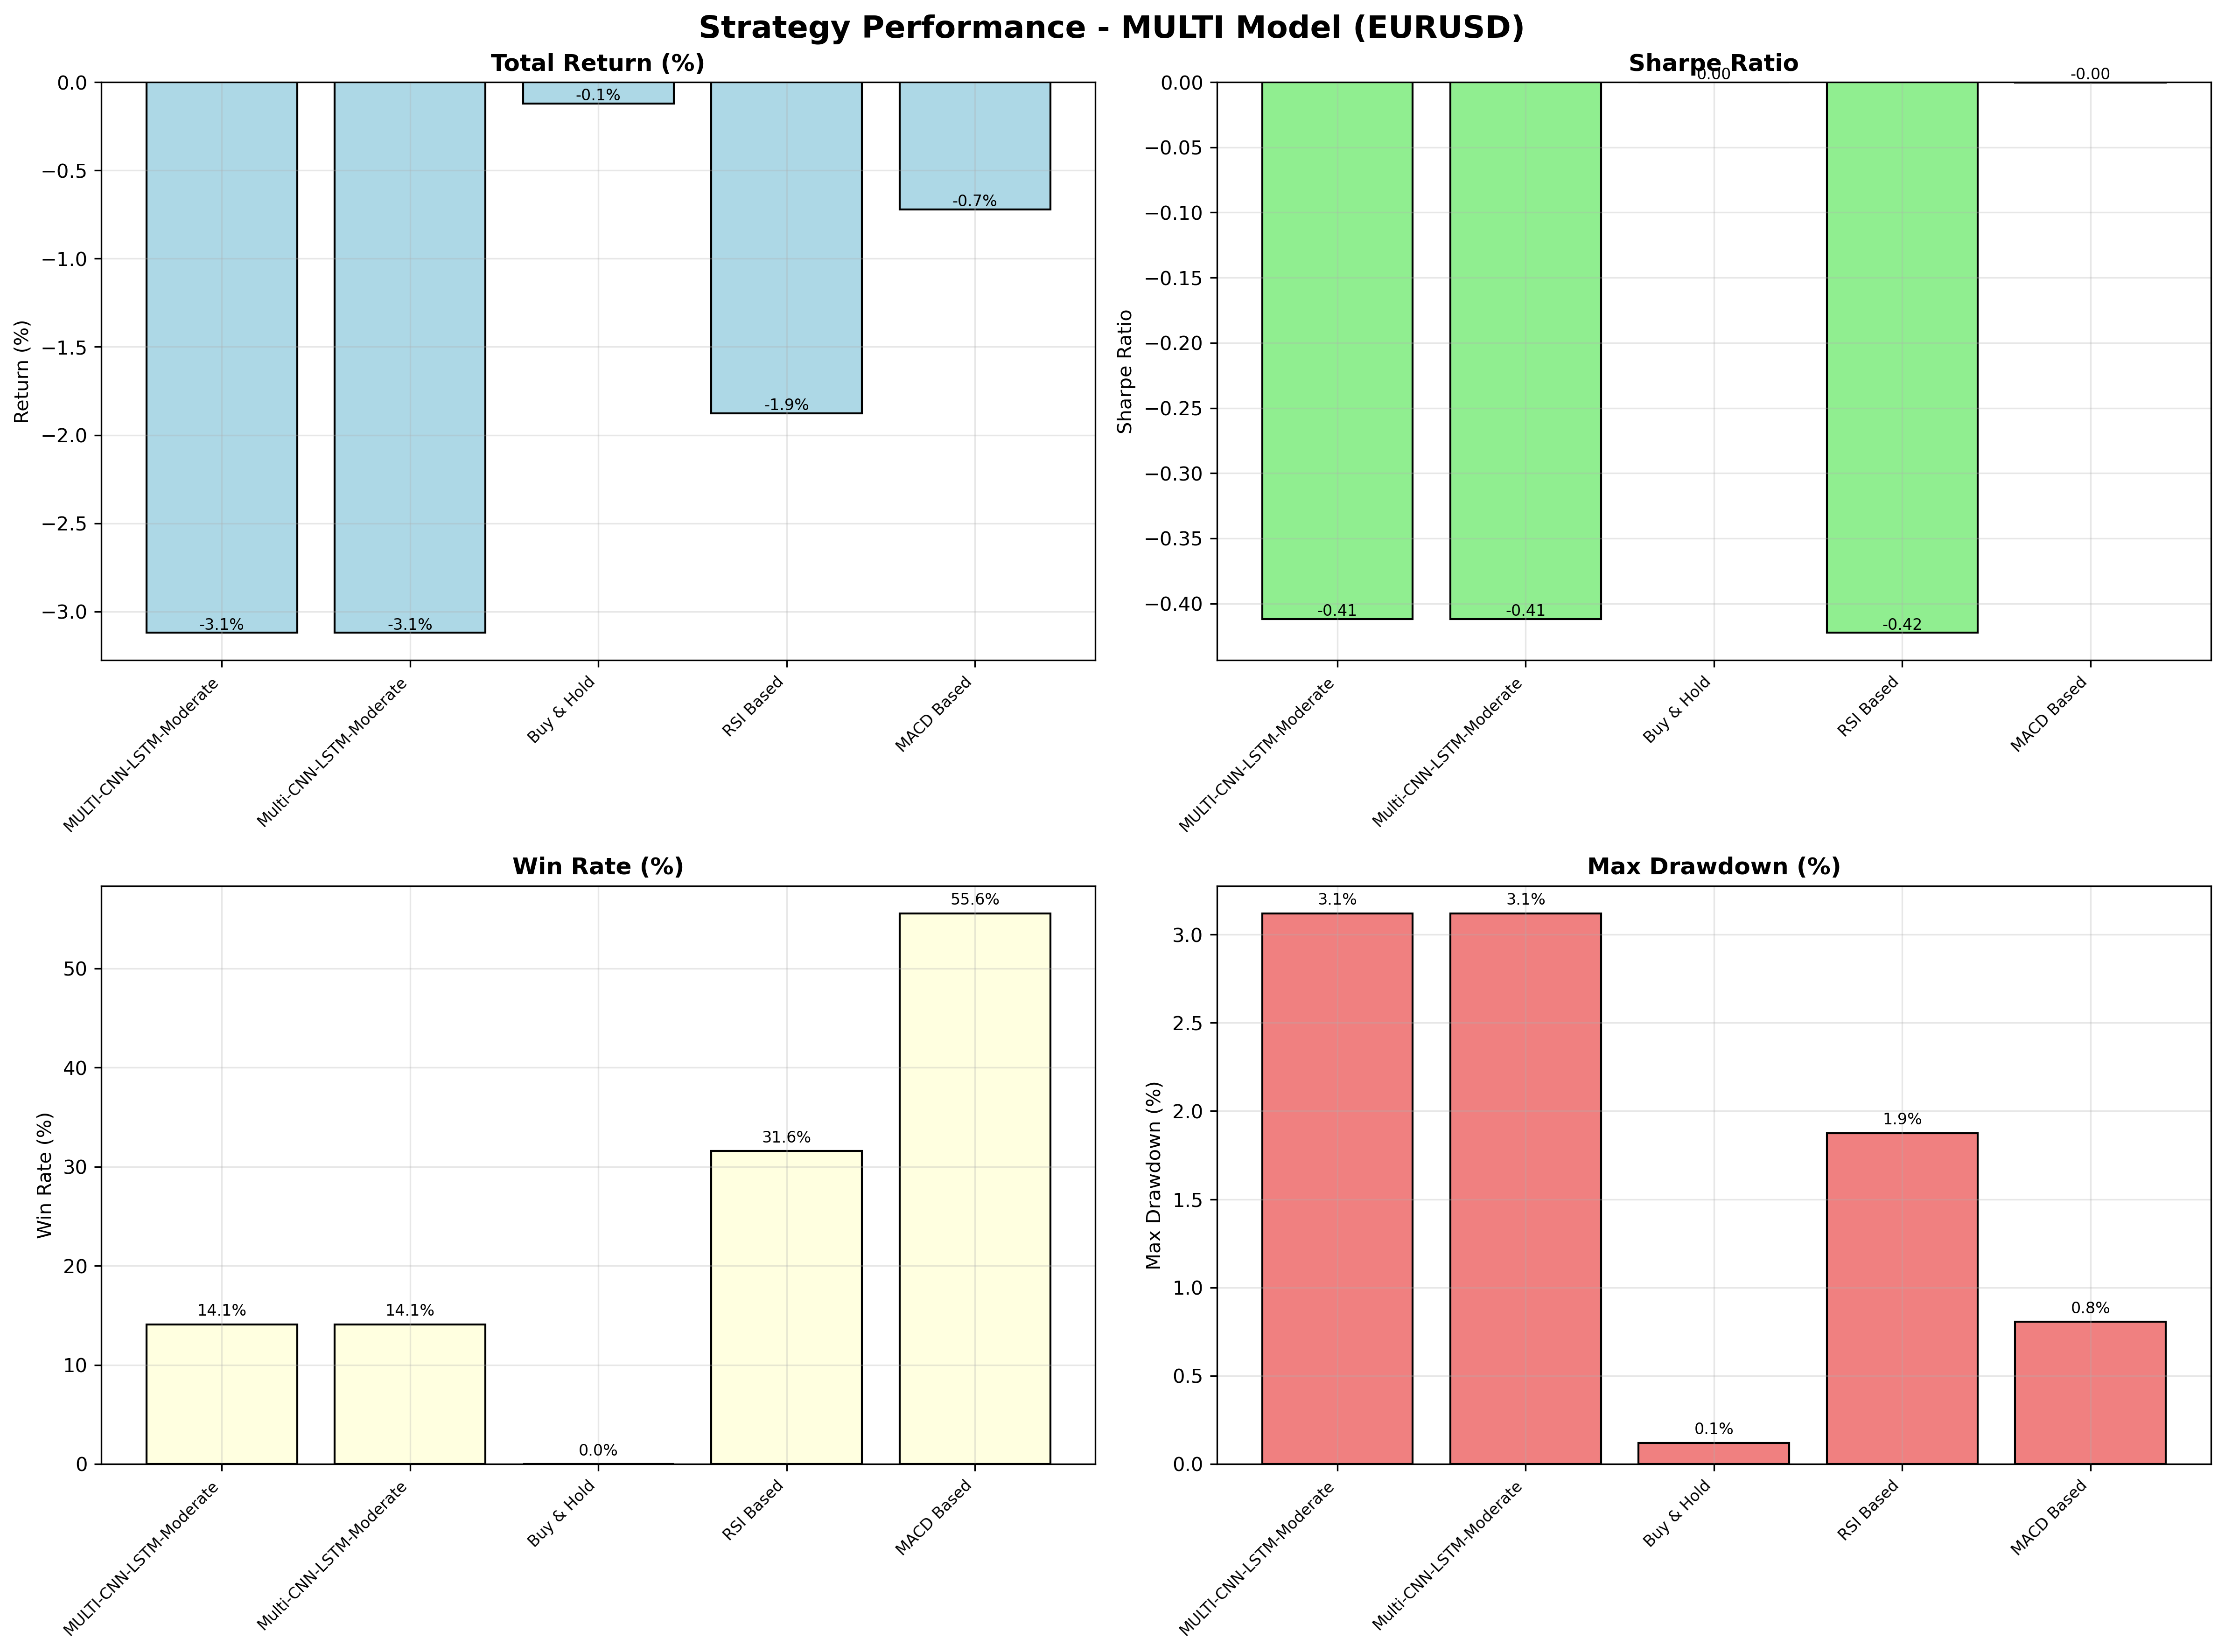 Strategy Performance - MULTI Model (EURUSD)
Total Return (%)
0.0
−0.5
−1.0
−1.5
−2.0
−2.5
−3.0
Return (%)
-3.1%
-3.1%
-0.1%
-1.9%
-0.7%
MULTI-CNN-LSTM-Moderate
Multi-CNN-LSTM-Moderate
Buy & Hold
RSI Based
MACD Based
Sharpe Ratio
0.00
−0.05
−0.10
−0.15
−0.20
−0.25
−0.30
−0.35
−0.40
Sharpe Ratio
-0.41
-0.41
0.00
-0.42
-0.00
MULTI-CNN-LSTM-Moderate
Multi-CNN-LSTM-Moderate
Buy & Hold
RSI Based
MACD Based
Win Rate (%)
50
40
30
20
10
0
Win Rate (%)
14.1%
14.1%
0.0%
31.6%
55.6%
MULTI-CNN-LSTM-Moderate
Multi-CNN-LSTM-Moderate
Buy & Hold
RSI Based
MACD Based
Max Drawdown (%)
3.0
2.5
2.0
1.5
1.0
0.5
0.0
Max Drawdown (%)
3.1%
3.1%
0.1%
1.9%
0.8%
MULTI-CNN-LSTM-Moderate
Multi-CNN-LSTM-Moderate
Buy & Hold
RSI Based
MACD Based